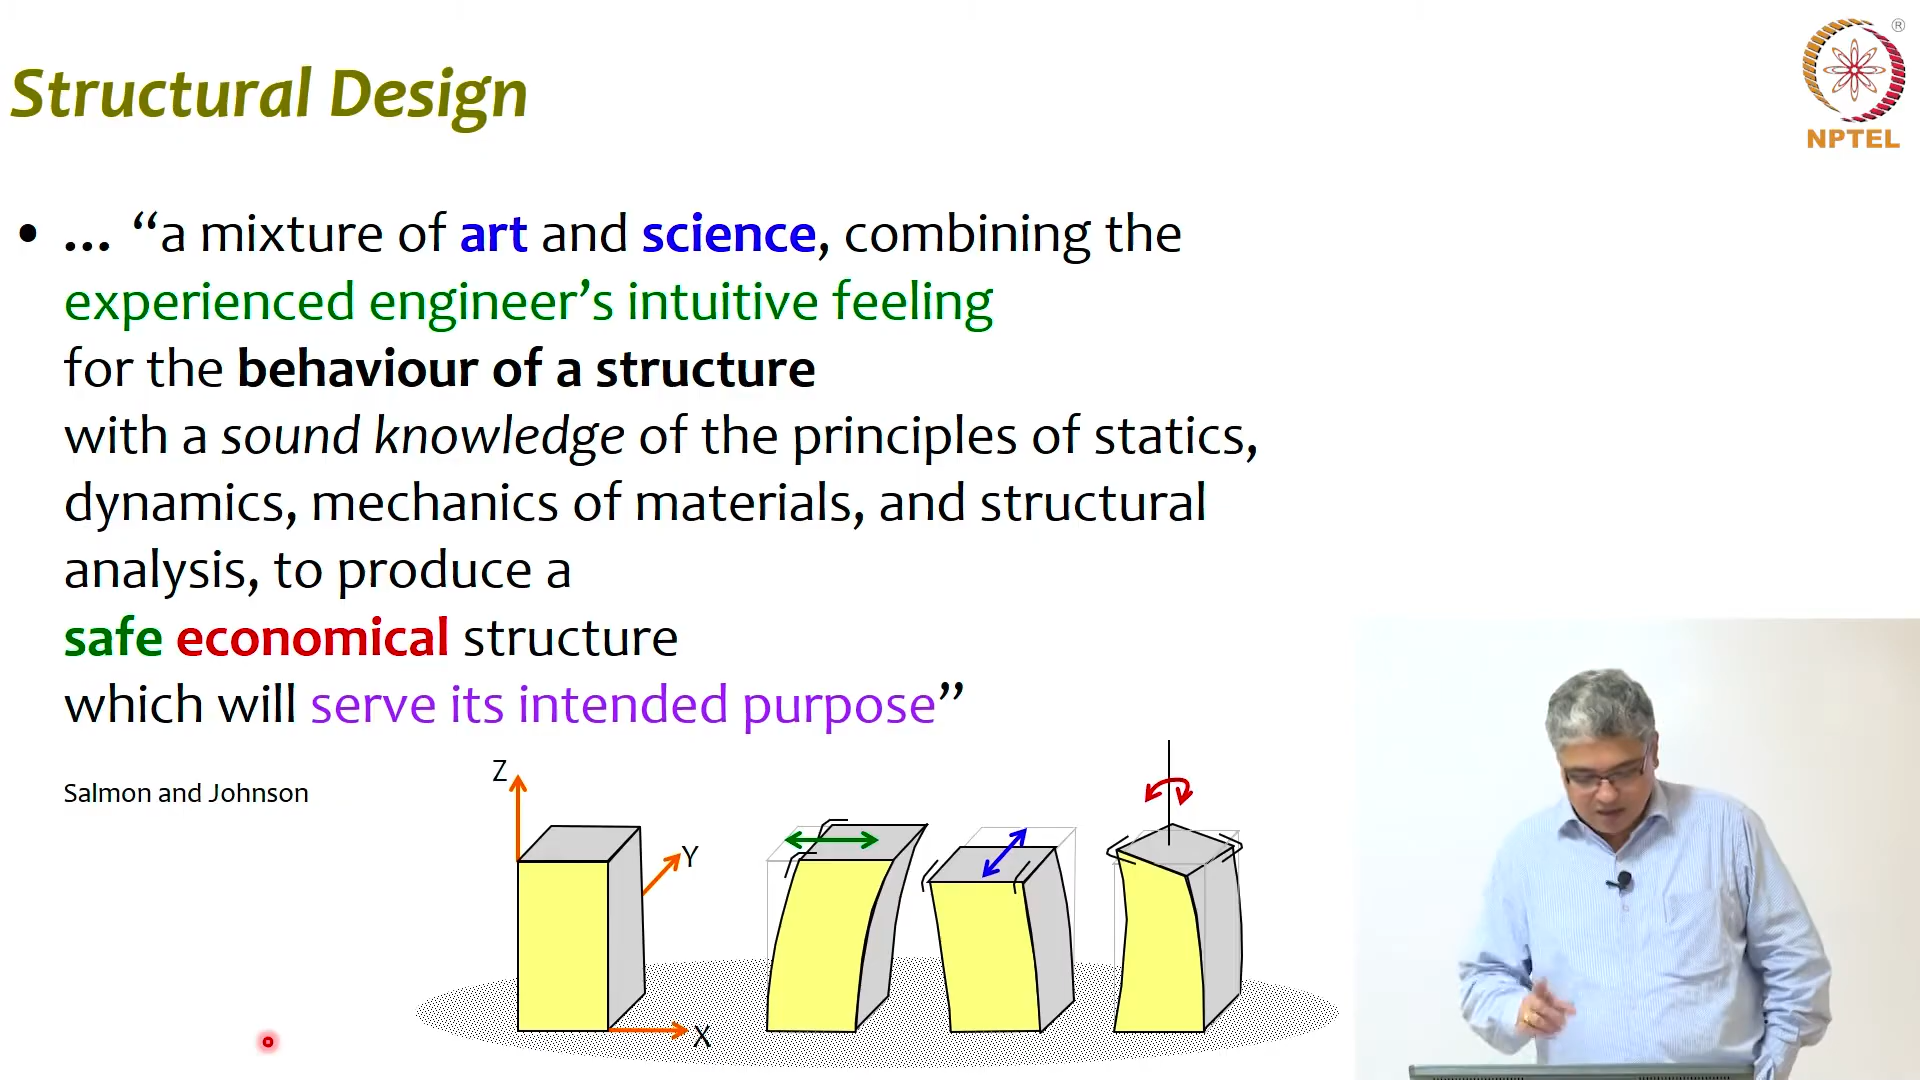 Structural Design
®
NPTEL
• ... “a mixture of art and science, combining the
experienced engineer’s intuitive feeling
for the behaviour of a structure
with a sound knowledge of the principles of statics,
dynamics, mechanics of materials, and structural
analysis, to produce a
safe economical structure
which will serve its intended purpose”
Salmon and Johnson
Z
Y
X